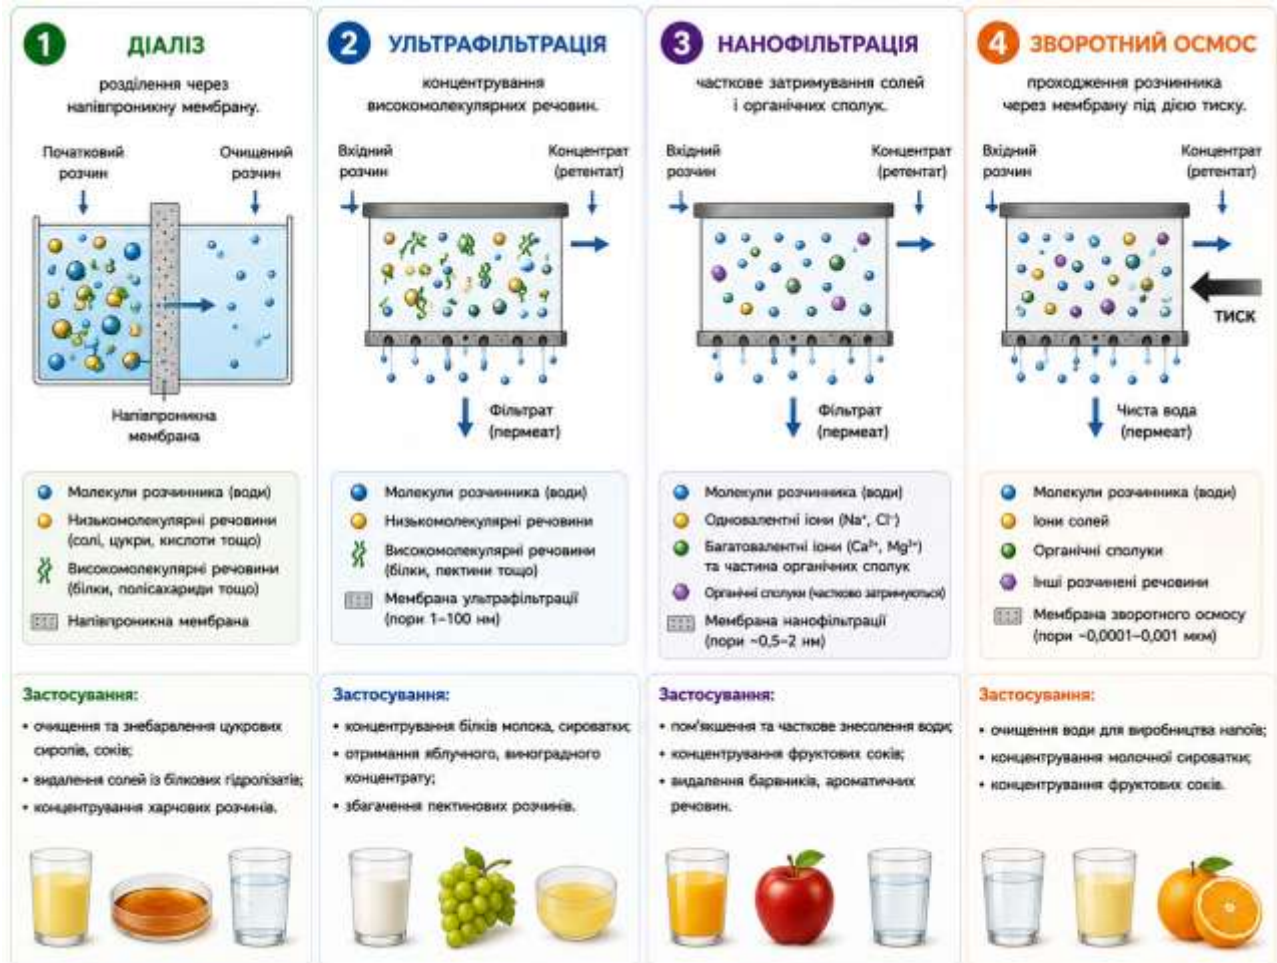 1 ДІАЛІЗ
розділення через
напівпроникну мембрану.
Початковий
розчин
Очищений
розчин
Напівпроникна
мембрана
Молекули розчинника (води)
Низькомолекулярні речовини
(солі, цукри, кислоти тощо)
Високомолекулярні речовини
(білки, полісахариди тощо)
Напівпроникна мембрана
Застосування:
• очищення та знебарвлення цукрових
сиропів, соків;
• видалення солей із білкових гідролізатів;
• концентрування харчових розчинів.
2 УЛЬТРАФІЛЬТРАЦІЯ
концентрування
високомолекулярних речовин.
Вхідний
розчин
Концентрат
(ретентат)
Фільтрат
(пермеат)
Молекули розчинника (води)
Низькомолекулярні речовини
Високомолекулярні речовини
(білки, пектини тощо)
Мембрана ультрафільтрації
(пори 1–100 нм)
Застосування:
• концентрування білків молока, сироватки;
• отримання яблучного, виноградного
концентрату;
• збагачення пектинових розчинів.
3 НАНОФІЛЬТРАЦІЯ
часткове затримування солей
і органічних сполук.
Вхідний
розчин
Концентрат
(ретентат)
Фільтрат
(пермеат)
Молекули розчинника (води)
Одновалентні іони (Na⁺, Cl⁻)
Багатовалентні іони (Ca²⁺, Mg²⁺)
та частина органічних сполук
Органічні сполуки (частково затримуються)
Мембрана нанофільтрації
(пори ~0,5–2 нм)
Застосування:
• пом'якшення та часткове знесолення води;
• концентрування фруктових соків;
• видалення барвників, ароматичних
речовин.
4 ЗВОРОТНИЙ ОСМОС
проходження розчинника
через мембрану під дією тиску.
Вхідний
розчин
Концентрат
(ретентат)
ТИСК
Чиста вода
(пермеат)
Молекули розчинника (води)
Іони солей
Органічні сполуки
Інші розчинені речовини
Мембрана зворотного осмосу
(пори ~0,0001–0,001 мкм)
Застосування:
• очищення води для виробництва напоїв;
• концентрування молочної сироватки;
• концентрування фруктових соків.